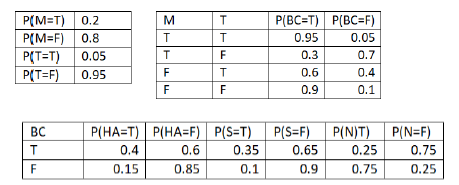 P(M=T) 0.2
P(M=F) 0.8
P(T=T) 0.05
P(T=F) 0.95
M T P(BC=T) P(BC=F)
T T 0.95 0.05
T F 0.3 0.7
F T 0.6 0.4
F F 0.9 0.1
BC P(HA=T) P(HA=F) P(S=T) P(S=F) P(N)T) P(N=F)
T 0.4 0.6 0.35 0.65 0.25 0.75
F 0.15 0.85 0.1 0.9 0.75 0.25